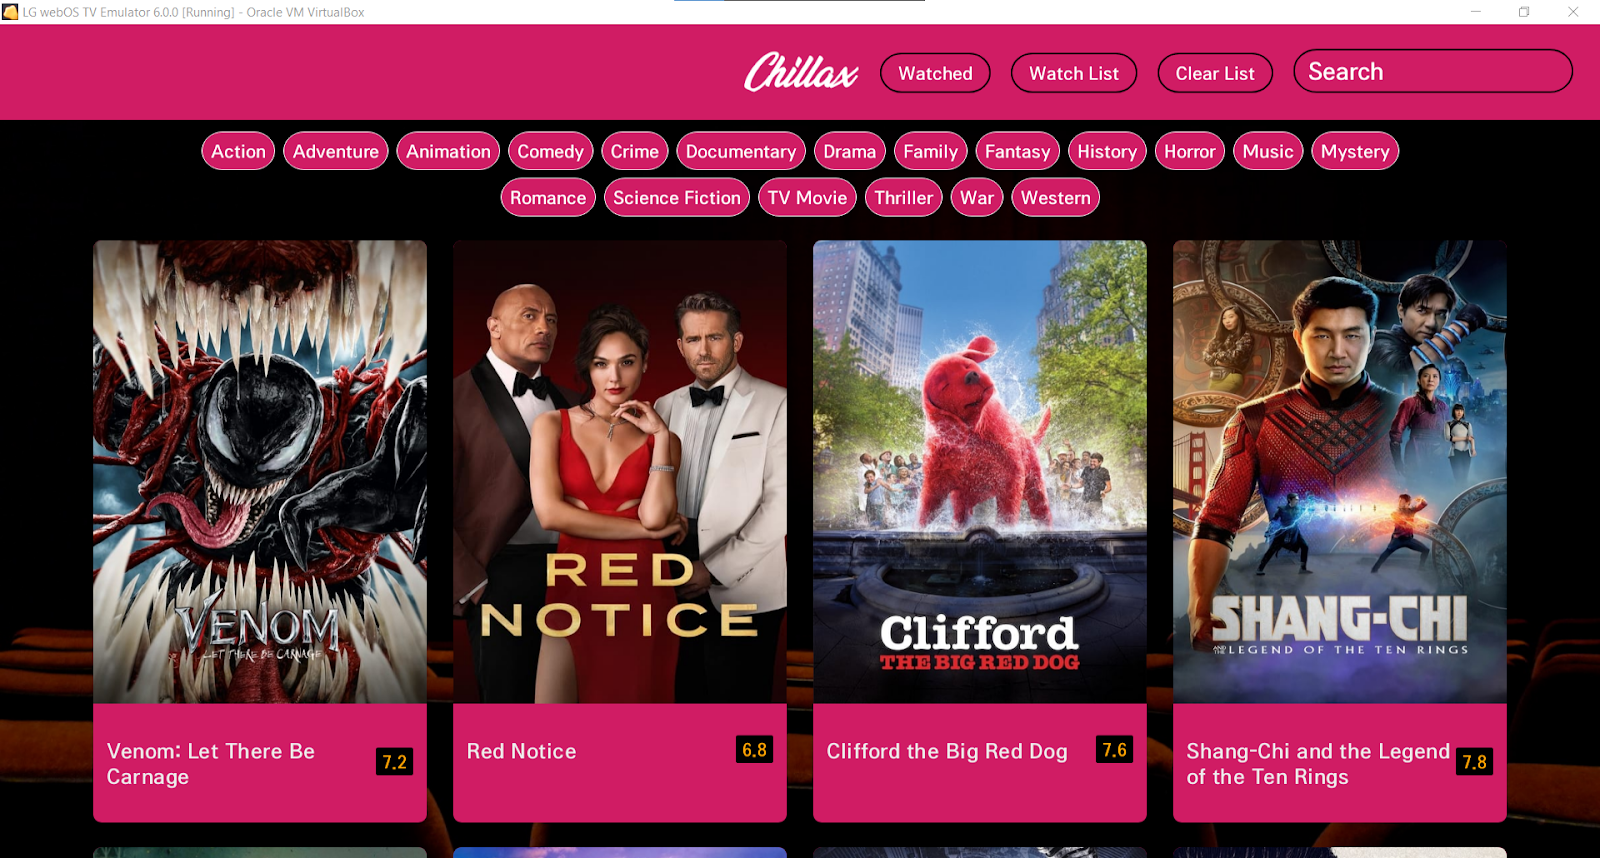 LG webOS TV Emulator 6.0.0 [Running] - Oracle VM VirtualBox
Chillax
Watched
Watch List
Clear List
Search
Action
Adventure
Animation
Comedy
Crime
Documentary
Drama
Family
Fantasy
History
Horror
Music
Mystery
Romance
Science Fiction
TV Movie
Thriller
War
Western
VENOM
LET THERE BE CARNAGE
RED
NOTICE
Clifford
THE BIG RED DOG
SHANG-CHI
AND THE LEGEND OF THE TEN RINGS
Venom: Let There Be
Carnage
7.2
Red Notice
6.8
Clifford the Big Red Dog
7.6
Shang-Chi and the Legend
of the Ten Rings
7.8